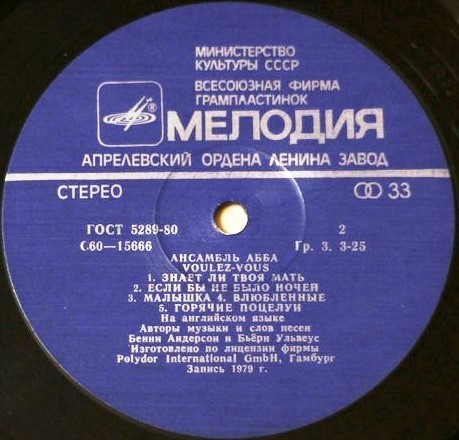 МИНИСТЕРСТВО
КУЛЬТУРЫ СССР
ВСЕСОЮЗНАЯ ФИРМА
ГРАМПЛАСТИНОК
МЕЛОДИЯ
АПРЕЛЕВСКИЙ ОРДЕНА ЛЕНИНА ЗАВОД
СТЕРЕО 33
ГОСТ 5289-80 2
С60—15666 Гр. 3. 3-25
АНСАМБЛЬ АББА
VOULEZ-VOUS
1. ЗНАЕТ ЛИ ТВОЯ МАТЬ
2. ЕСЛИ БЫ НЕ БЫЛО НОЧЕЙ
3. МАЛЫШКА 4. ВЛЮБЛЕННЫЕ
5. ГОРЯЧИЕ ПОЦЕЛУИ
На английском языке
Авторы музыки и слов песен
Бенни Андерсон и Бьёрн Ульвеус
Изготовлено по лицензии фирмы
Polydor International GmbH, Гамбург
Запись 1979 г.